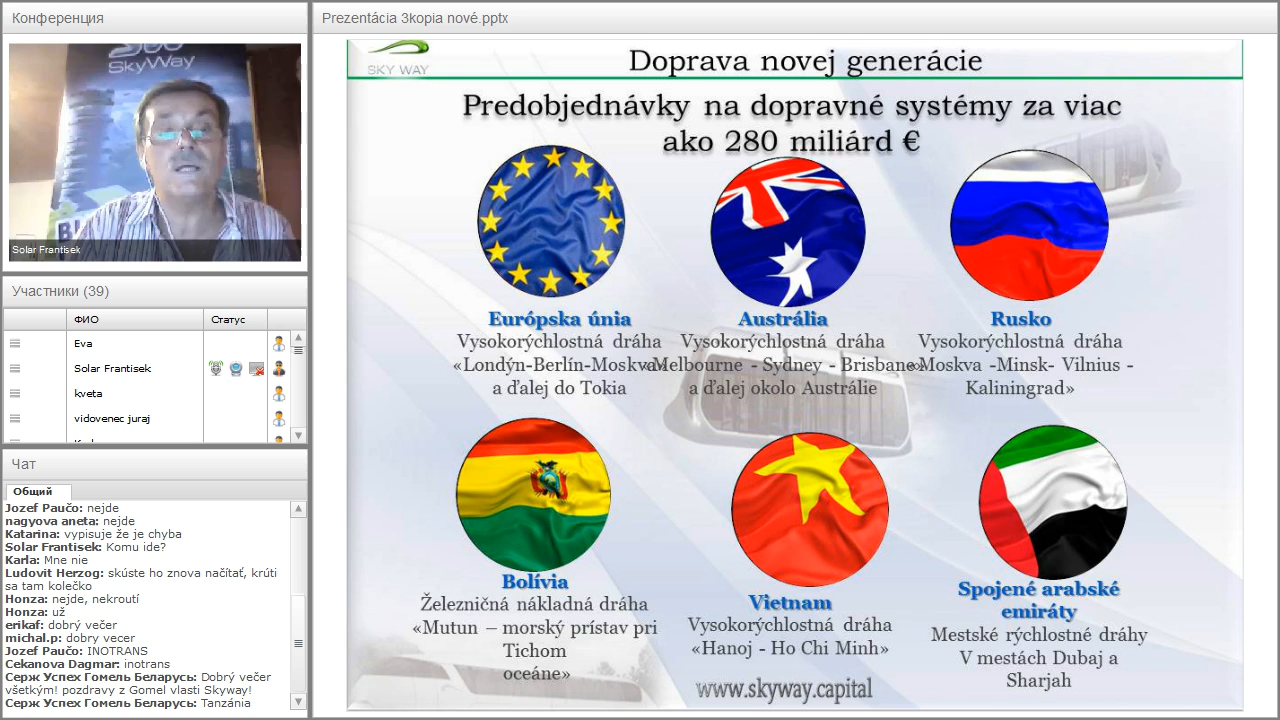 Конференция
SkyWay
Solar Frantisek
Участники (39)
ФИО
Статус
Eva
Solar Frantisek
kveta
vidovenec juraj
Чат
Общий
Jozef Paučo: nejde
nagyova aneta: nejde
Katarina: vypisuje že je chyba
Solar Frantisek: Komu ide?
Karla: Mne nie
Ludovit Herzog: skúste ho znova načítať, krúti
sa tam kolečko
Honza: nejde, nekroutí
Honza: už
erikaf: dobrý večer
michal.p: dobry vecer
Jozef Paučo: INOTRANS
Cekanova Dagmar: inotrans
Серж Успех Гомель Беларусь: Dobrý večer
všetkým! pozdravy z Gomel vlasti Skyway!
Серж Успех Гомель Беларусь: Tanzánia
Prezentácia 3kopia nové.pptx
SKY WAY
Doprava novej generácie
Predobjednávky na dopravné systémy za viac
ako 280 miliárd €
Európska únia
Vysokorýchlostná dráha
«Londýn-Berlín-Moskva»
a ďalej do Tokia
Austrália
Vysokorýchlostná dráha
«Melbourne - Sydney - Brisbane»
a ďalej okolo Austrálie
Rusko
Vysokorýchlostná dráha
«Moskva -Minsk- Vilnius -
Kaliningrad»
Bolívia
Železničná nákladná dráha
«Mutun – morský prístav pri
Tichom
oceáne»
Vietnam
Vysokorýchlostná dráha
«Hanoj - Ho Chi Minh»
Spojené arabské
emiráty
Mestské rýchlostné dráhy
V mestách Dubaj a
Sharjah
www.skyway.capital